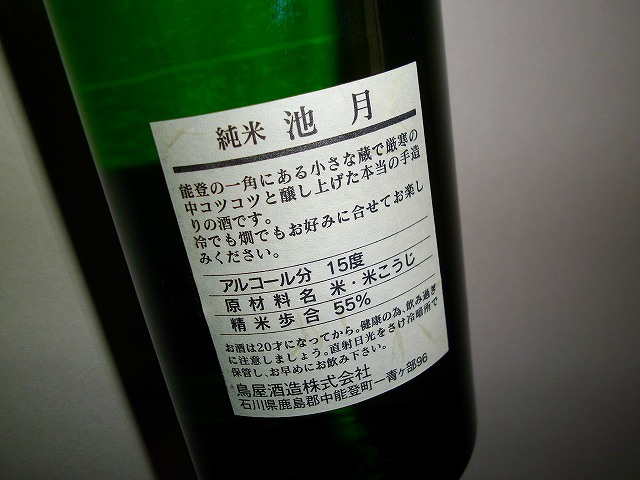 純米 池月
能登の一角にある小さな蔵で厳寒の
中コツコツと醸し上げた本当の手造
りの酒です。
冷でも燗でもお好みに合せてお楽し
みください。
アルコール分 15度
原材料名 米・米こうじ
精米歩合 55%
お酒は20才になってから。健康の為、飲み過ぎ
に注意しましょう。直射日光をさけ冷暗所で
保管し、お早めにお飲み下さい。
鳥屋酒造株式会社
石川県鹿島郡中能登町一青ヶ部96